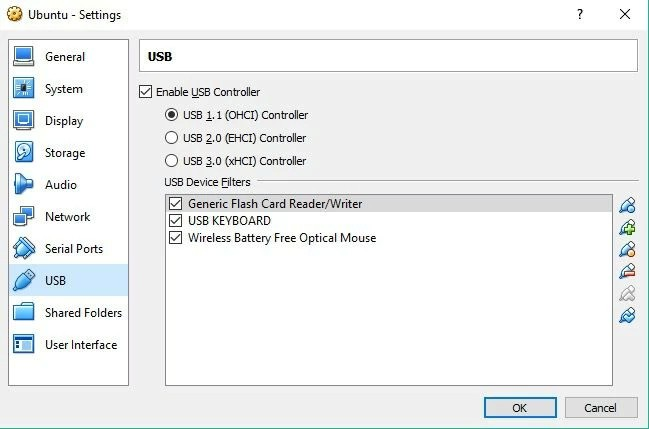 Ubuntu - Settings
?
USB
General
System
Display
Storage
Audio
Network
Serial Ports
USB
Shared Folders
User Interface
Enable USB Controller
USB 1.1 (OHCI) Controller
USB 2.0 (EHCI) Controller
USB 3.0 (xHCI) Controller
USB Device Filters
Generic Flash Card Reader/Writer
USB KEYBOARD
Wireless Battery Free Optical Mouse
OK
Cancel